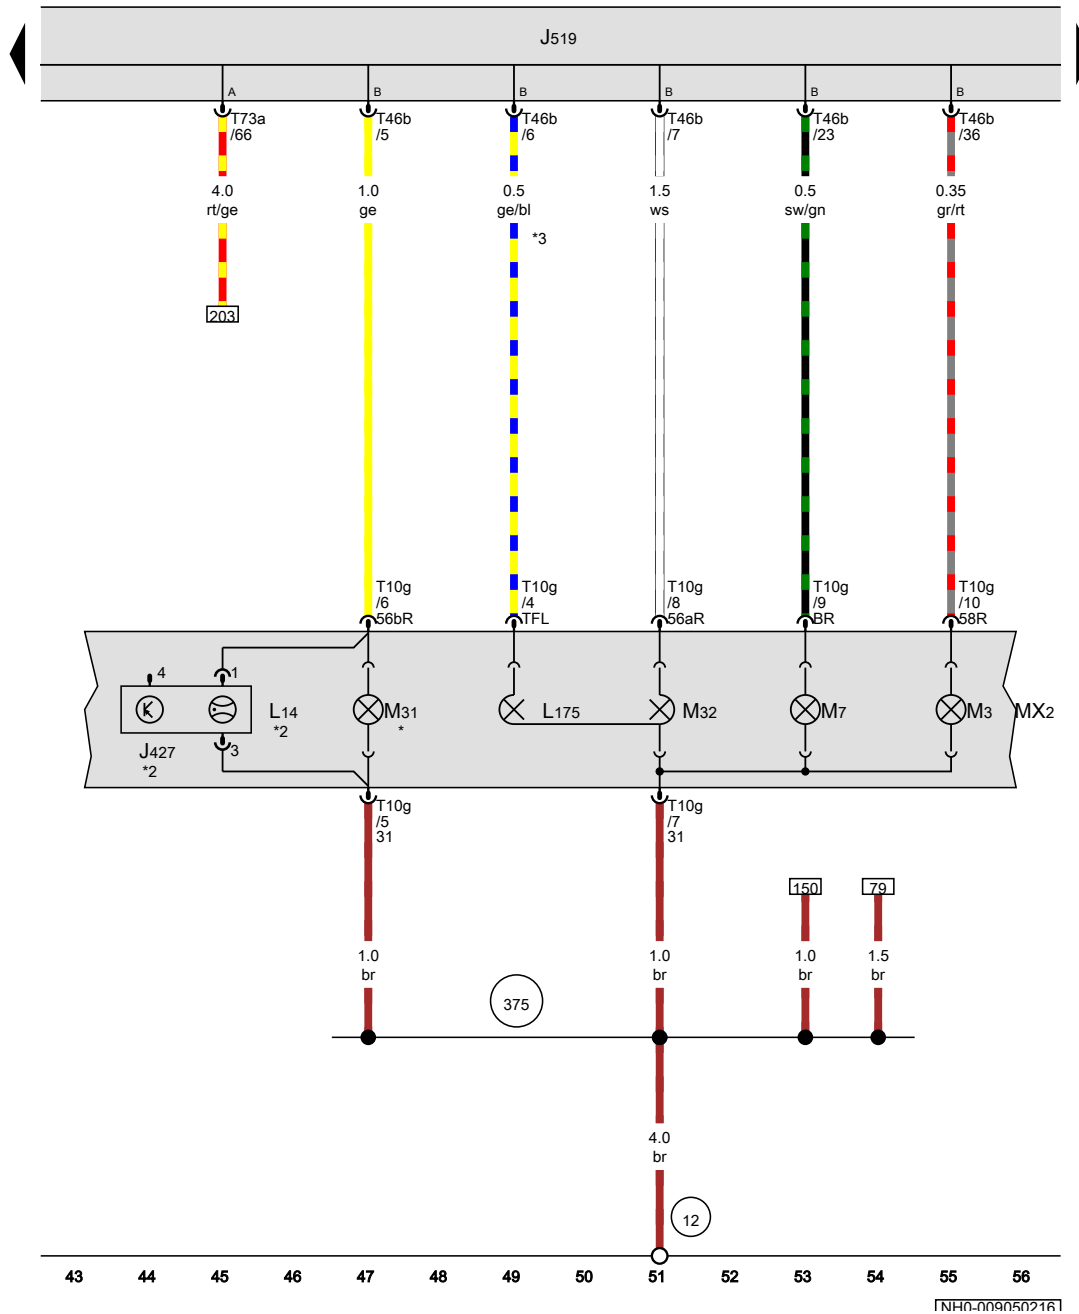 J519
A B B B B B
T73a /66 T46b /5 T46b /6 T46b /7 T46b /23 T46b /36
4.0 1.0 0.5 1.5 0.5 0.35
rt/ge ge ge/bl ws sw/gn gr/rt
*3
203
T10g T10g T10g T10g T10g
/6 /4 /8 /9 /10
56bR TFL 56aR BR 58R
4 1
L14 M31 L175 M32 M7 M3 MX2
*2 *
J427 3
*2
T10g T10g
/5 /7
31 31
150 79
1.0 1.0 1.0 1.5
br br br br
375
4.0
br
12
43 44 45 46 47 48 49 50 51 52 53 54 55 56
NH0-009050216